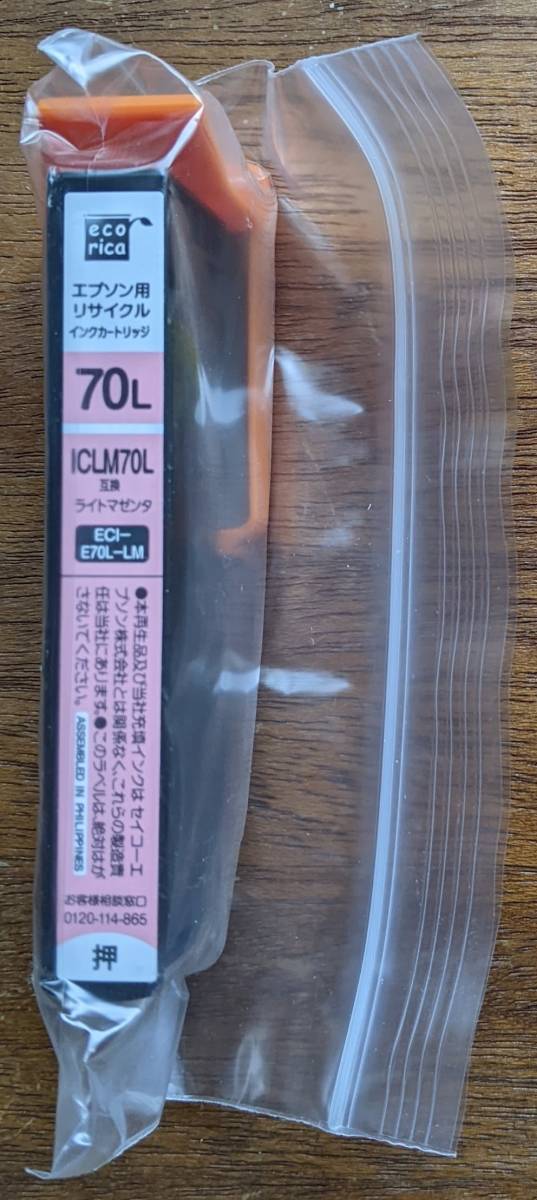 eco
rica
エプソン用
リサイクル
インクカートリッジ
70L
ICLM70L
互換
ライトマゼンタ
ECI-
E70L-LM
●本再生品及び当社充填インクは セイコーエ
プソン株式会社とは関係なく、これらの製造責
任は当社にあります。●このラベルは、絶対はが
さないでください。
ASSEMBLED IN PHILIPPINES
お客様相談窓口
0120-114-865